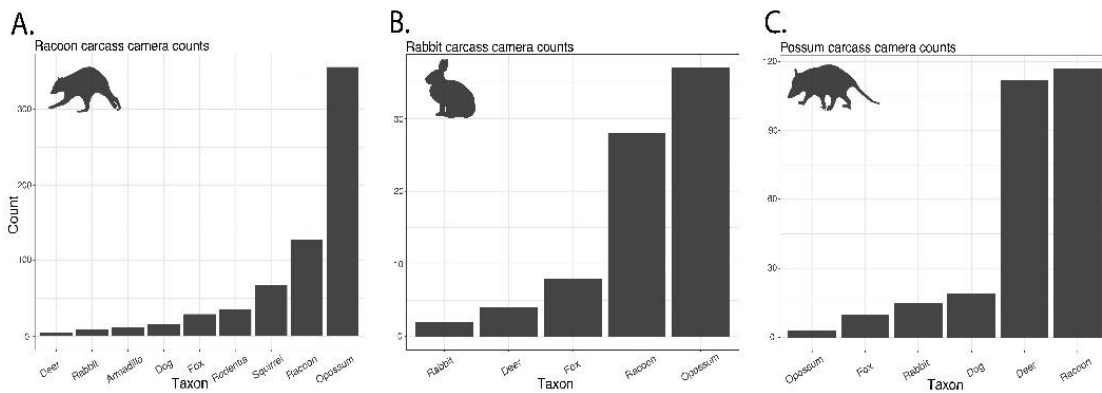 A.
Racoon carcass camera counts
300
200
100
0
Count
Deer
Rabbit
Armadillo
Dog
Fox
Rodents
Squirrel
Racoon
Opossum
Taxon
B.
Rabbit carcass camera counts
30
20
10
0
Rabbit
Deer
Fox
Racoon
Opossum
Taxon
C.
Possum carcass camera counts
120
90
60
30
0
Opossum
Fox
Rabbit
Dog
Deer
Racoon
Taxon